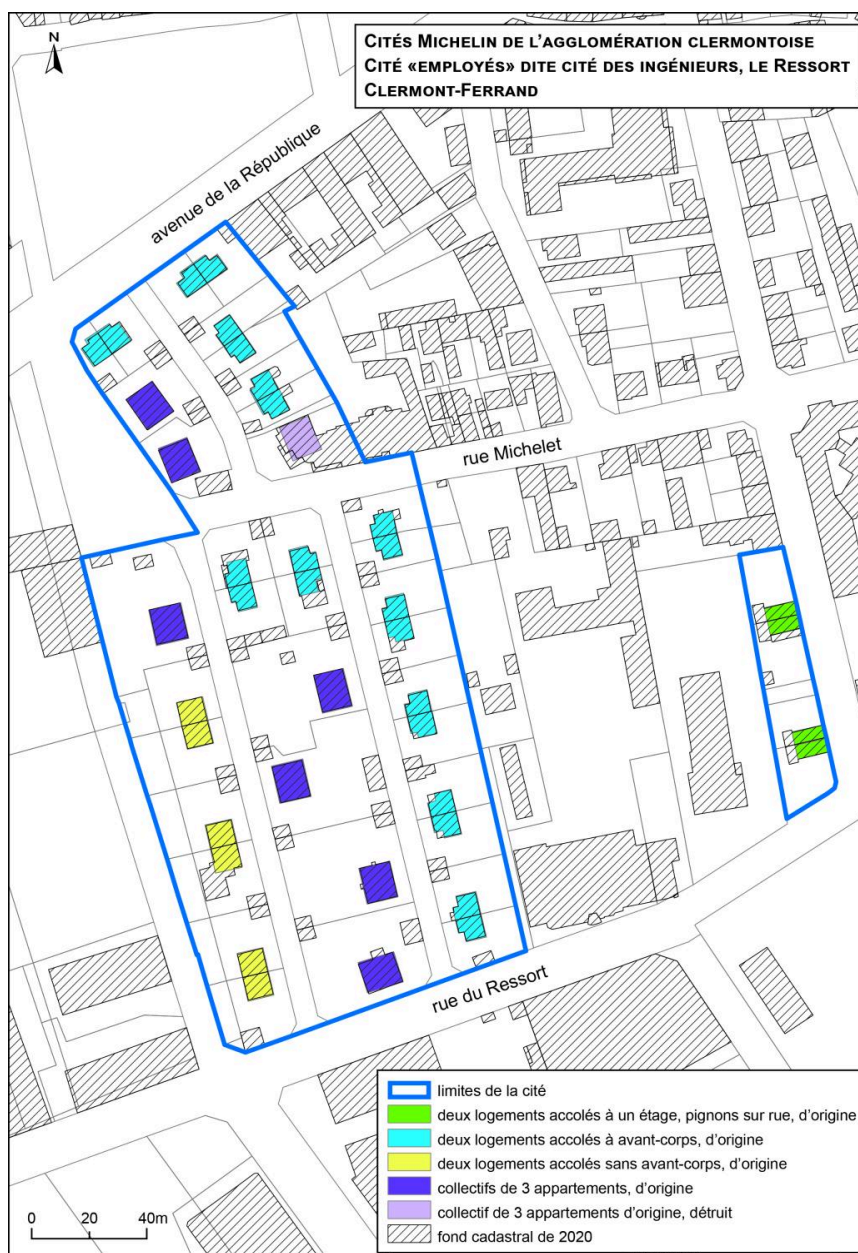 CITÉS MICHELIN DE L'AGGLOMÉRATION CLERMONTOISE
CITÉ «EMPLOYÉS» DITE CITÉ DES INGÉNIEURS, LE RESSORT
CLERMONT-FERRAND
N
avenue de la République
rue Michelet
rue du Ressort
limites de la cité
deux logements accolés à un étage, pignons sur rue, d'origine
deux logements accolés à avant-corps, d'origine
deux logements accolés sans avant-corps, d'origine
collectifs de 3 appartements, d'origine
collectif de 3 appartements d'origine, détruit
fond cadastral de 2020
0 20 40m